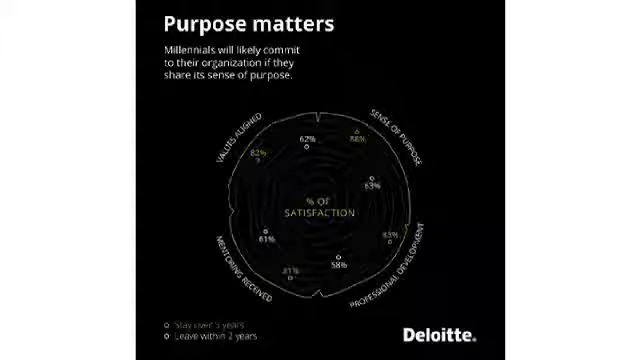 Purpose matters
Millennials will likely commit
to their organization if they
share its sense of purpose.
VALUES ALIGNED
SENSE OF PURPOSE
62%
88%
82%
63%
% OF
SATISFACTION
61%
83%
58%
81%
MENTORING RECEIVED
PROFESSIONAL DEVELOPMENT
Stay over 5 years
Leave within 2 years
Deloitte.